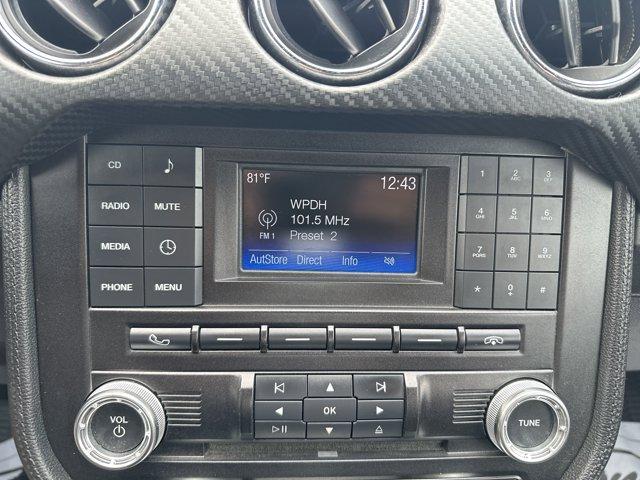 CD
RADIO MUTE
MEDIA
PHONE MENU
81°F 12:43
WPDH
101.5 MHz
FM 1 Preset 2
AutStore Direct Info
1 2 ABC 3 DEF
4 GHI 5 JKL 6 MNO
7 PQRS 8 TUV 9 WXYZ
* 0 + #
OK
VOL
TUNE